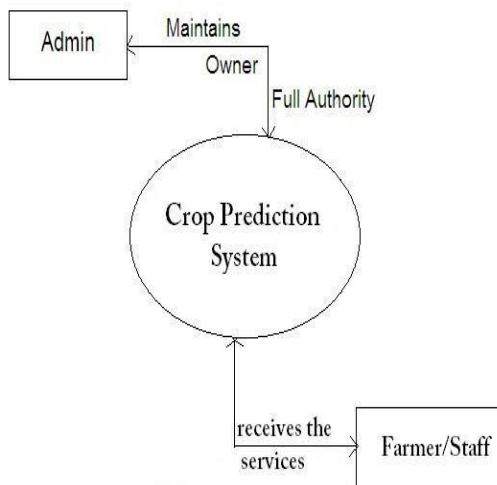 Admin
Maintains
Owner
Full Authority
Crop Prediction
System
receives the
services
Farmer/Staff